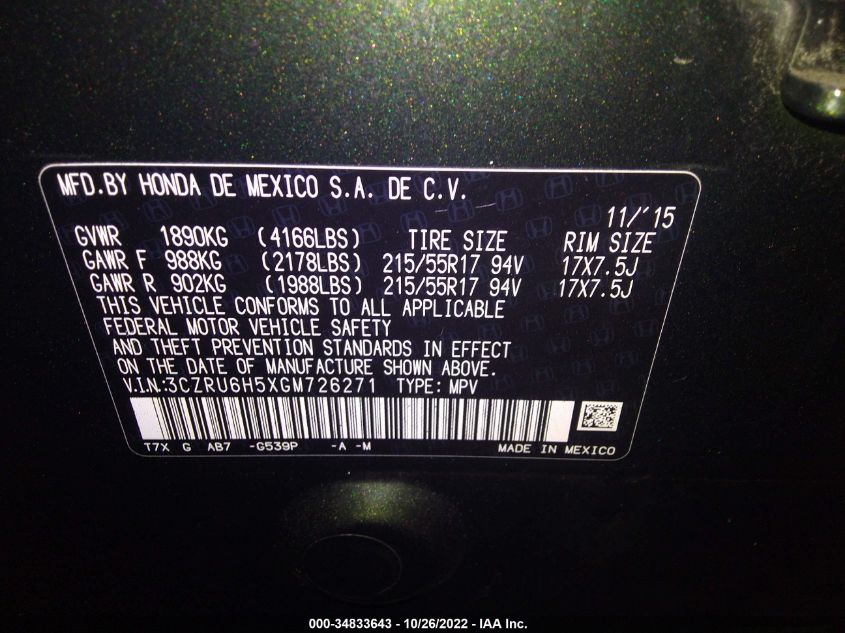 MFD.BY HONDA DE MEXICO S.A. DE C.V.
11/'15
GVWR 1890KG (4166LBS) TIRE SIZE RIM SIZE
GAWR F 988KG (2178LBS) 215/55R17 94V 17X7.5J
GAWR R 902KG (1988LBS) 215/55R17 94V 17X7.5J
THIS VEHICLE CONFORMS TO ALL APPLICABLE
FEDERAL MOTOR VEHICLE SAFETY
AND THEFT PREVENTION STANDARDS IN EFFECT
ON THE DATE OF MANUFACTURE SHOWN ABOVE.
V.I.N.:3CZRU6H5XGM726271 TYPE: MPV
T7X G AB7 -G539P -A -M MADE IN MEXICO
000-34833643 - 10/26/2022 - IAA Inc.